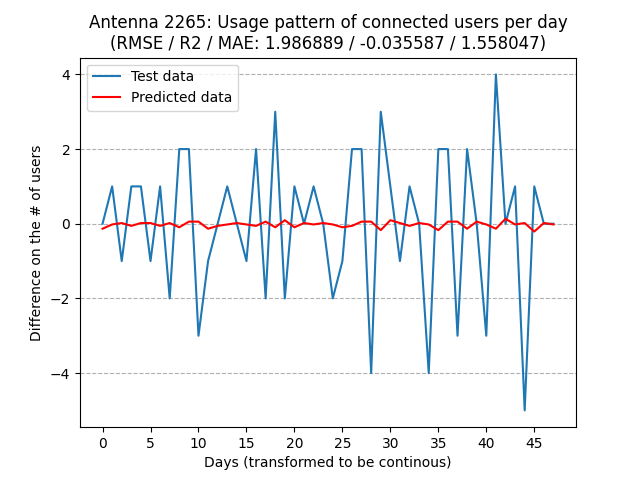 Antenna 2265: Usage pattern of connected users per day
(RMSE / R2 / MAE: 1.986889 / -0.035587 / 1.558047)
Test data
Predicted data
Difference on the # of users
4
2
0
−2
−4
0 5 10 15 20 25 30 35 40 45
Days (transformed to be continous)